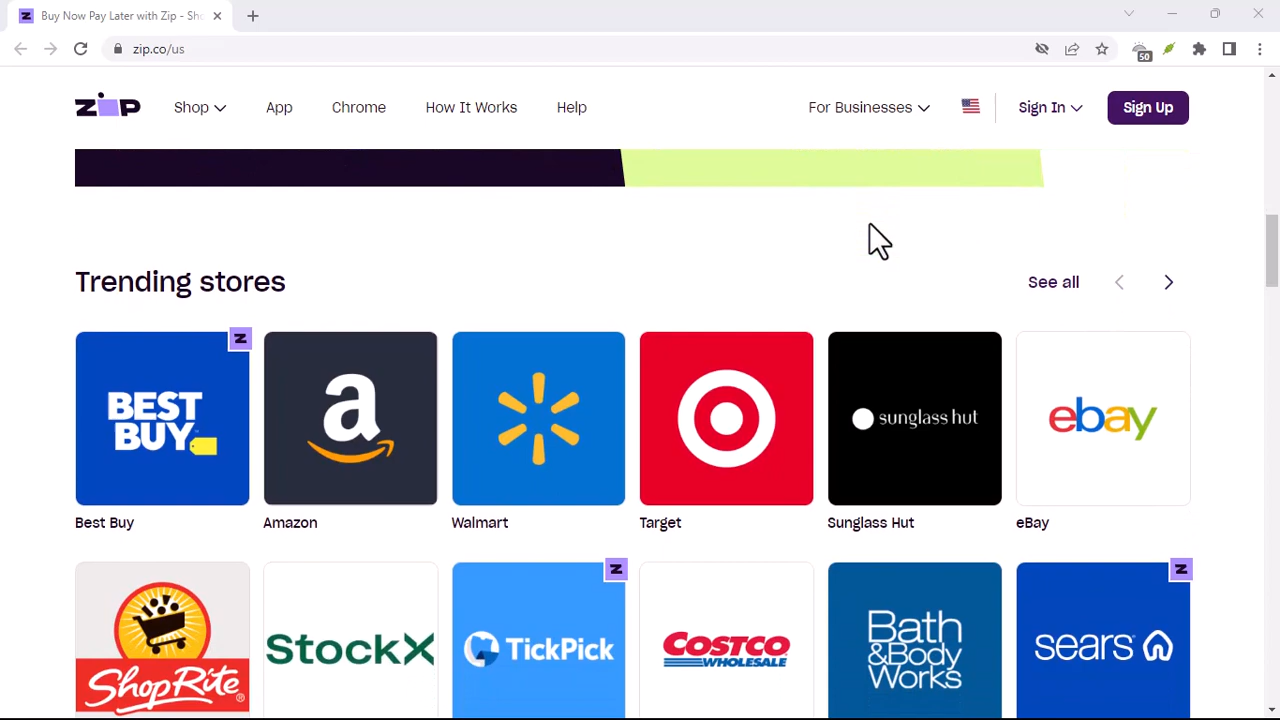 Buy Now Pay Later with Zip - Sho
zip.co/us
50
zip
Shop
App
Chrome
How It Works
Help
For Businesses
Sign In
Sign Up
Trending stores
See all
Z
BEST
BUY
a
sunglass hut
ebay
Best Buy
Amazon
Walmart
Target
Sunglass Hut
eBay
Z
Z
ShopRite®
StockX
TickPick
COSTCO
WHOLESALE
Bath
&Body
Works
sears